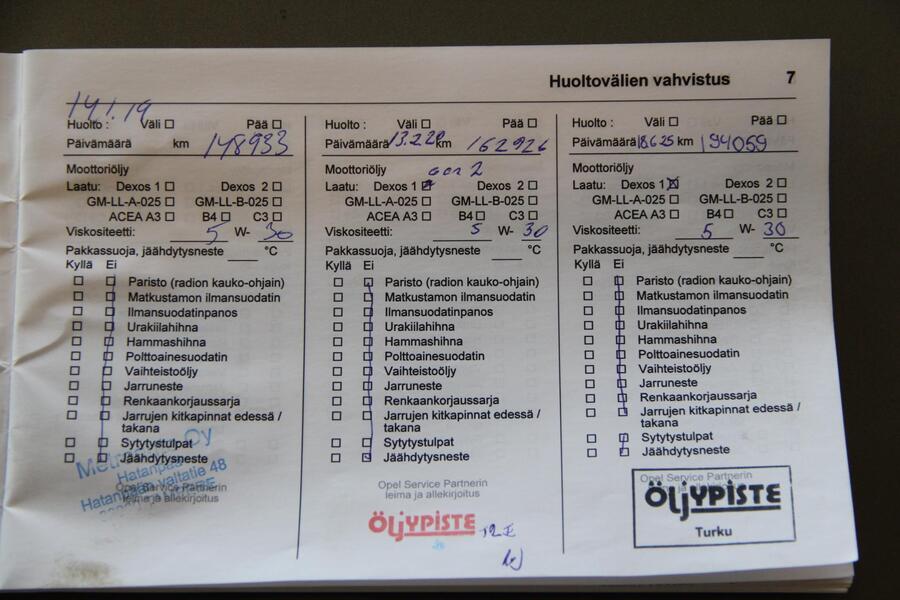 Huoltovälien vahvistus 7
14.1.19
Huolto : Väli Pää
Päivämäärä km 148933
Moottoriöljy
Laatu: Dexos 1 Dexos 2
GM-LL-A-025 GM-LL-B-025
ACEA A3 B4 C3
Viskositeetti: 5 W- 30
Pakkassuoja, jäähdytysneste °C
Kyllä Ei
Paristo (radion kauko-ohjain)
Matkustamon ilmansuodatin
Ilmansuodatinpanos
Urakiilahihna
Hammashihna
Polttoainesuodatin
Vaihteistoöljy
Jarruneste
Renkaankorjaussarja
Jarrujen kitkapinnat edessä /
takana
Sytytystulpat
Jäähdytysneste
Oy
Hatanpään valtatie 48
Opel Service Partnerin
leima ja allekirjoitus
Huolto : Väli Pää
Päivämäärä 13.2.20 km 162926
Moottoriöljy gen 2
Laatu: Dexos 1 Dexos 2
GM-LL-A-025 GM-LL-B-025
ACEA A3 B4 C3
Viskositeetti: 5 W- 30
Pakkassuoja, jäähdytysneste °C
Kyllä Ei
Paristo (radion kauko-ohjain)
Matkustamon ilmansuodatin
Ilmansuodatinpanos
Urakiilahihna
Hammashihna
Polttoainesuodatin
Vaihteistoöljy
Jarruneste
Renkaankorjaussarja
Jarrujen kitkapinnat edessä /
takana
Sytytystulpat
Jäähdytysneste
Opel Service Partnerin
leima ja allekirjoitus
ÖljYPISTE
Huolto : Väli Pää
Päivämäärä 18.6.25 km 194059
Moottoriöljy
Laatu: Dexos 1 Dexos 2
GM-LL-A-025 GM-LL-B-025
ACEA A3 B4 C3
Viskositeetti: 5 W- 30
Pakkassuoja, jäähdytysneste °C
Kyllä Ei
Paristo (radion kauko-ohjain)
Matkustamon ilmansuodatin
Ilmansuodatinpanos
Urakiilahihna
Hammashihna
Polttoainesuodatin
Vaihteistoöljy
Jarruneste
Renkaankorjaussarja
Jarrujen kitkapinnat edessä /
takana
Sytytystulpat
Jäähdytysneste
Opel Service Partnerin
ÖljYPISTE
Turku